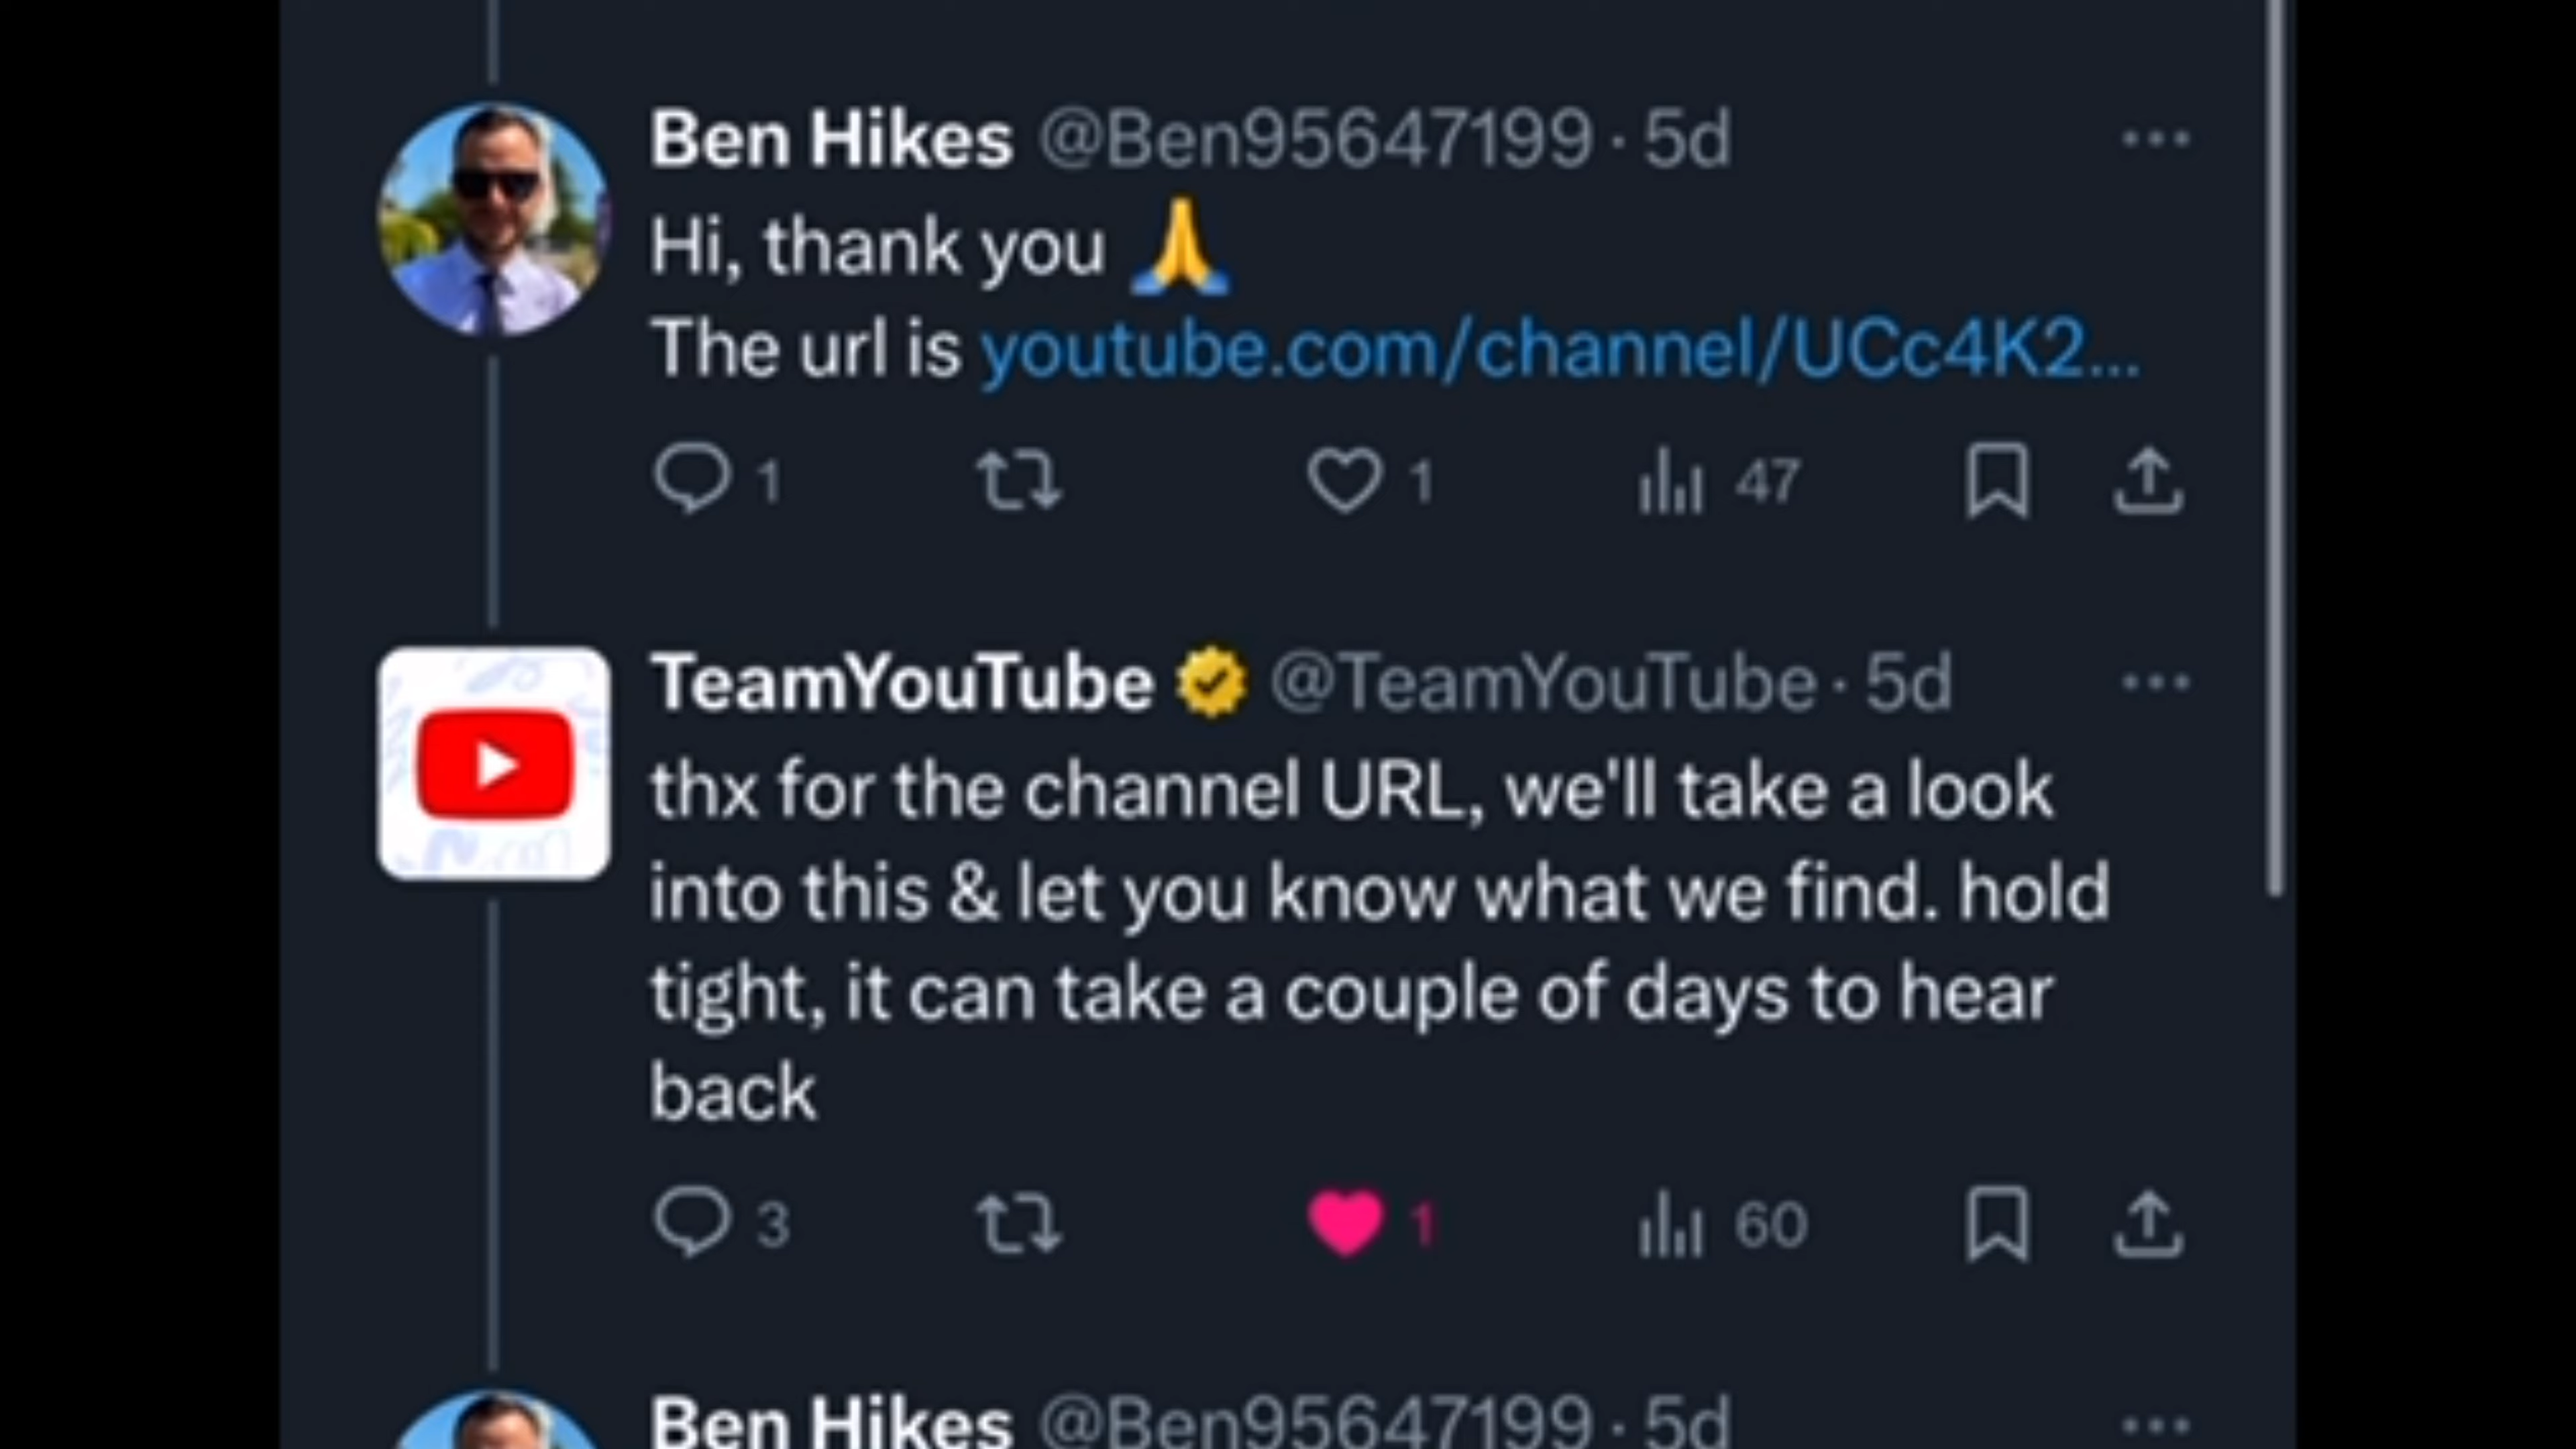 Ben Hikes @Ben95647199 · 5d
Hi, thank you 🙏
The url is youtube.com/channel/UCc4K2...
1 1 47
TeamYouTube @TeamYouTube · 5d
thx for the channel URL, we'll take a look
into this & let you know what we find. hold
tight, it can take a couple of days to hear
back
3 1 60
Ben Hikes @Ben95647199 · 5d